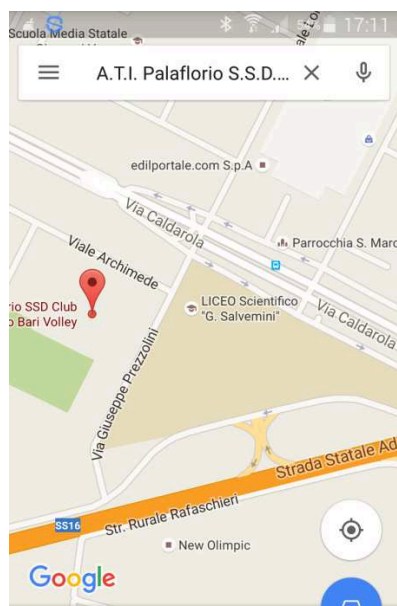 17:11
Scuola Media Statale
A.T.I. Palaflorio S.S.D....
edilportale.com S.p.A
Via Caldarola
Parrocchia S. Marc
Viale Archimede
rio SSD Club
o Bari Volley
LICEO Scientifico
"G. Salvemini"
Via Caldarola
Via Giuseppe Prezzolini
Strada Statale Ad
SS16
Str. Rurale Rafaschieri
New Olimpic
Google